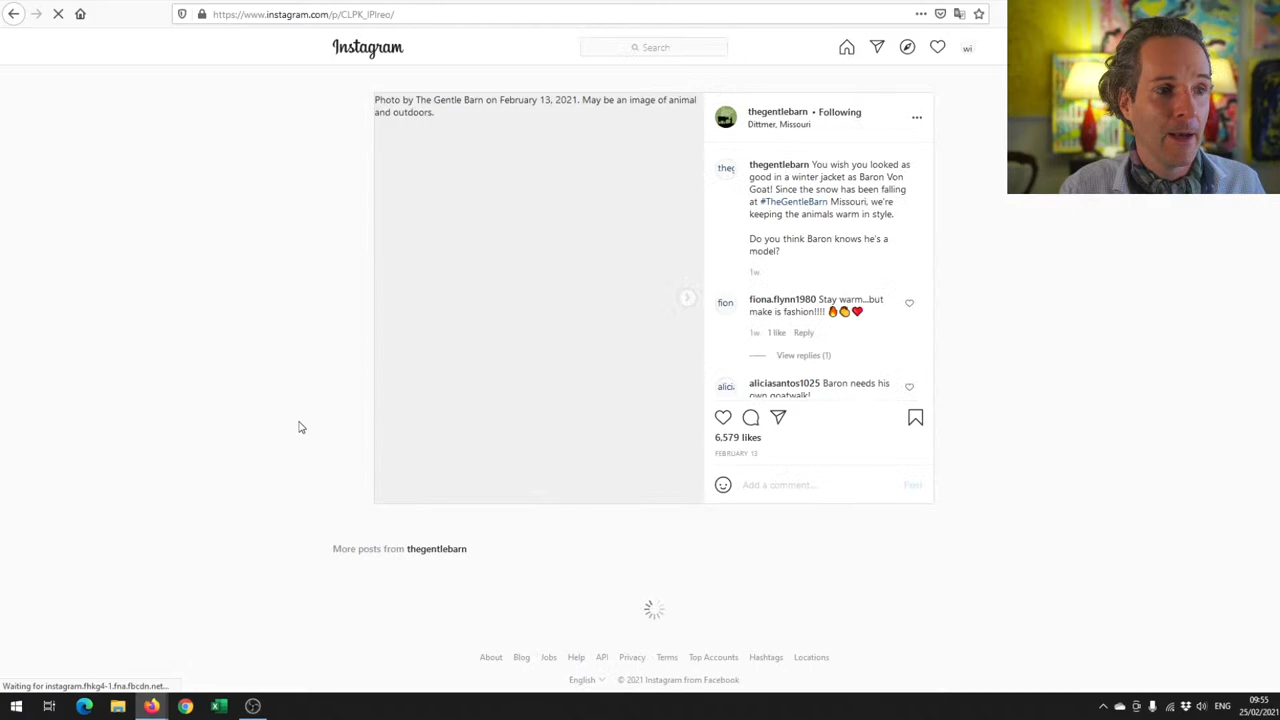 https://www.instagram.com/p/CLPK_lPlreo/
Instagram
Search
wi
Photo by The Gentle Barn on February 13, 2021. May be an image of animal
and outdoors.
thegentlebarn • Following
Dittmer, Missouri
theg
thegentlebarn You wish you looked as
good in a winter jacket as Baron Von
Goat! Since the snow has been falling
at #TheGentleBarn Missouri, we're
keeping the animals warm in style.
Do you think Baron knows he's a
model?
1w
fion
fiona.flynn1980 Stay warm...but
make is fashion!!!! 🔥👏❤️
1w 1 like Reply
View replies (1)
alici
aliciasantos1025 Baron needs his
own goatwalk!
6,579 likes
FEBRUARY 13
Add a comment...
Post
More posts from thegentlebarn
About Blog Jobs Help API Privacy Terms Top Accounts Hashtags Locations
English © 2021 Instagram from Facebook
Waiting for instagram.fhkg4-1.fna.fbcdn.net...
ENG
09:55
25/02/2021